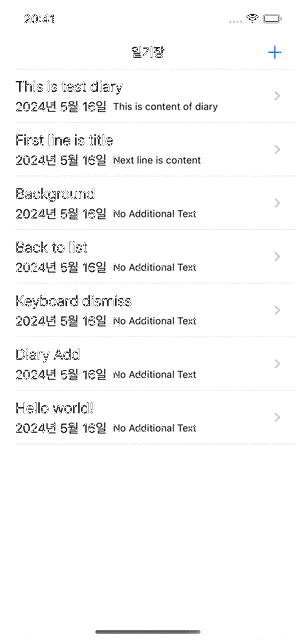 20:41
일기장
This is test diary
2024년 5월 16일 This is content of diary
First line is title
2024년 5월 16일 Next line is content
Background
2024년 5월 16일 No Additional Text
Back to list
2024년 5월 16일 No Additional Text
Keyboard dismiss
2024년 5월 16일 No Additional Text
Diary Add
2024년 5월 16일 No Additional Text
Hello world!
2024년 5월 16일 No Additional Text